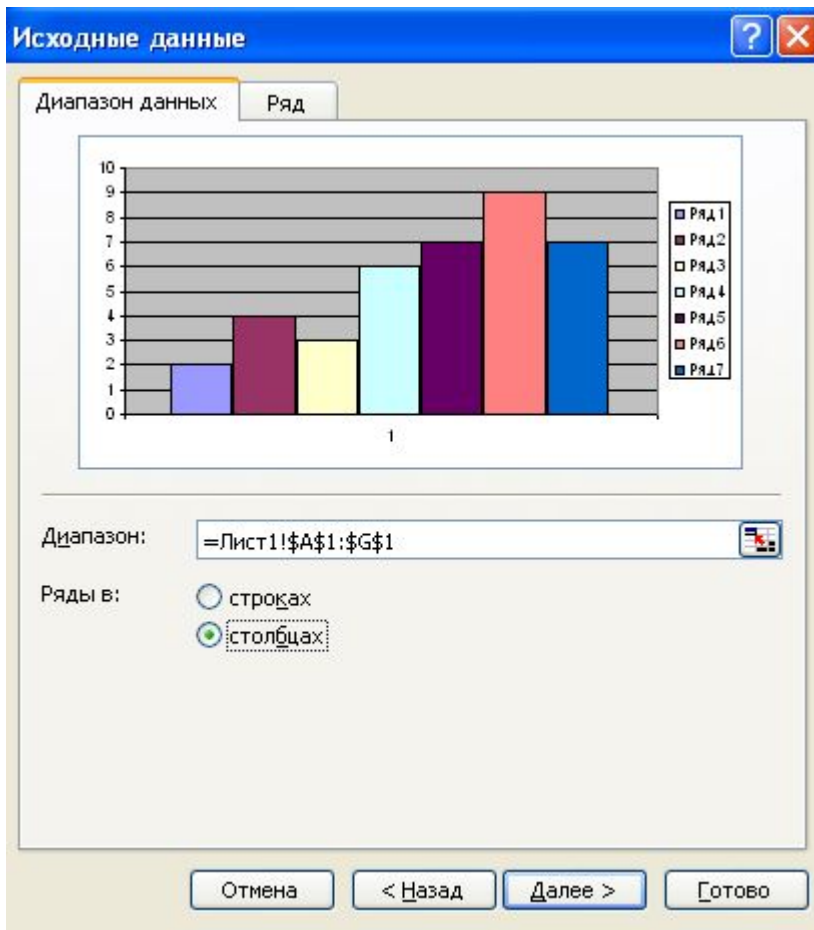 Исходные данные
Диапазон данных Ряд
10
9
8
7
6
5
4
3
2
1
0
1
Ряд1
Ряд2
Ряд3
Ряд4
Ряд5
Ряд6
Ряд7
Диапазон: =Лист1!$A$1:$G$1
Ряды в: строках
столбцах
Отмена < Назад Далее > Готово